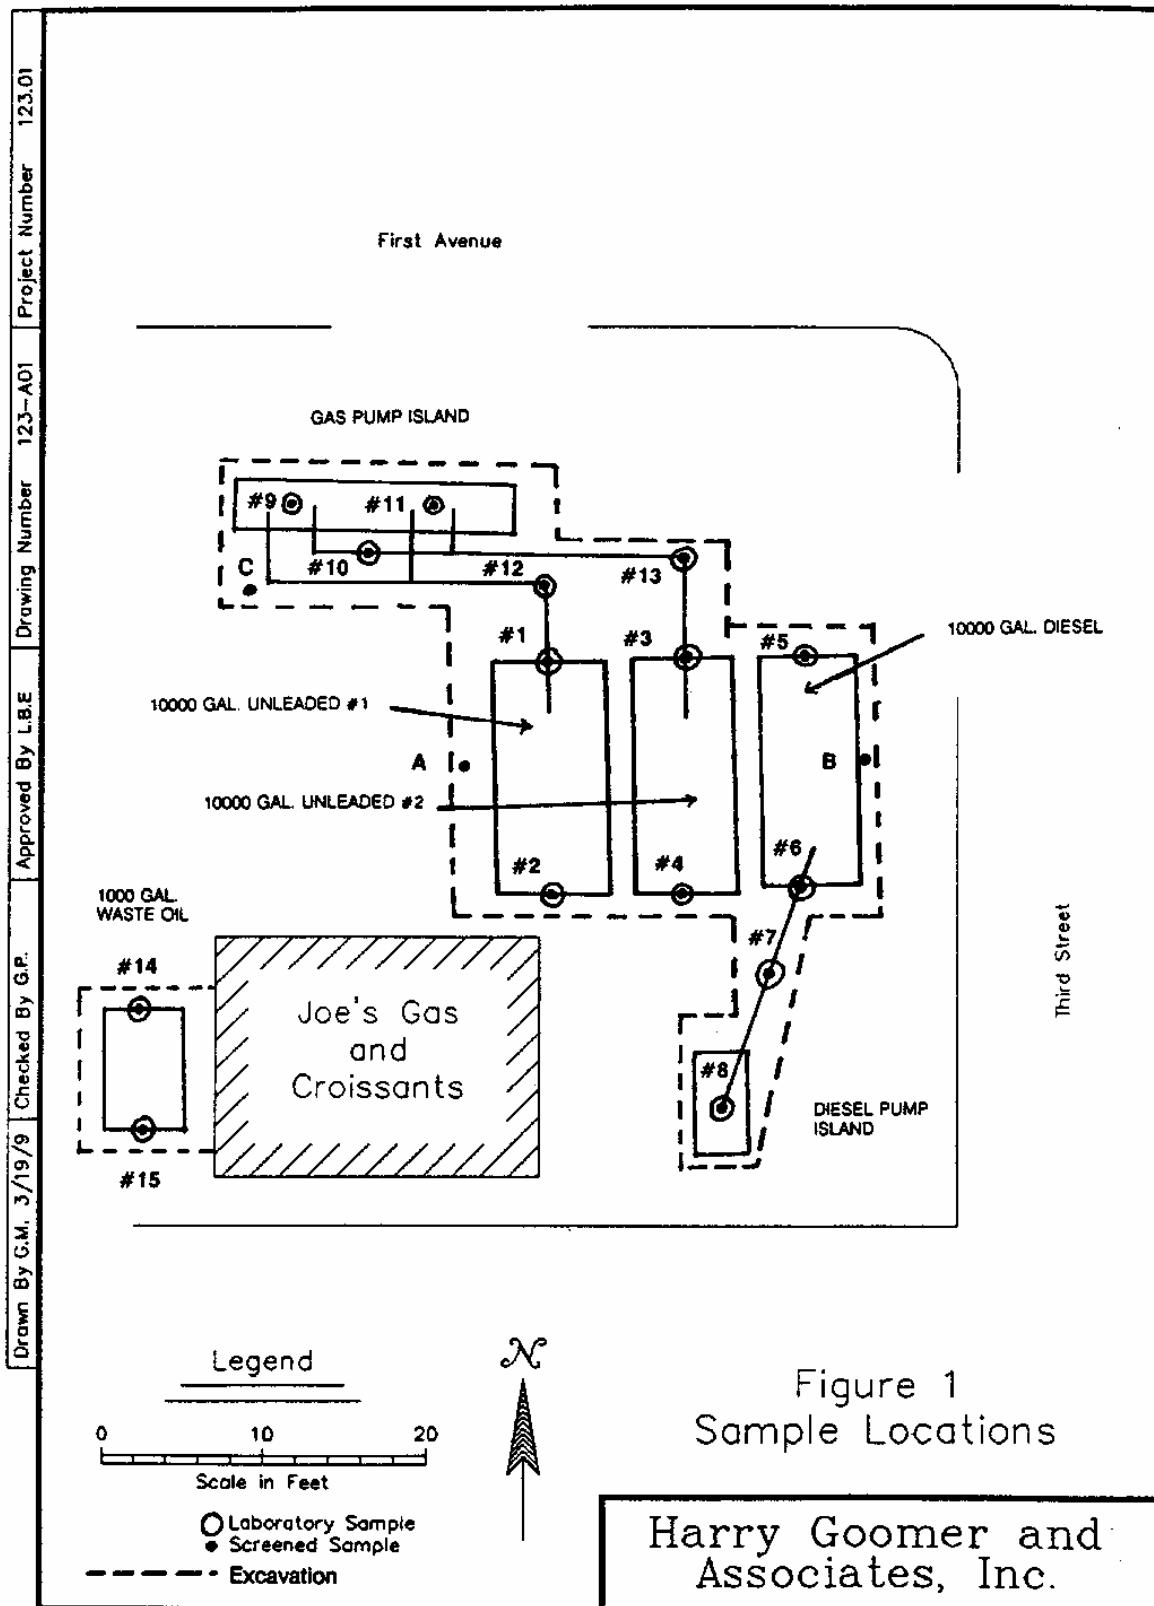 Project Number 123.01
Drawing Number 123-A01
Approved By L.B.E
Checked By G.P.
Drawn By G.M. 3/19/9
First Avenue
GAS PUMP ISLAND
#9
#11
C
#10
#12
#13
#1
#3
#5
10000 GAL. DIESEL
10000 GAL. UNLEADED #1
A
B
10000 GAL. UNLEADED #2
#2
#4
#6
1000 GAL.
WASTE OIL
#7
Third Street
#14
Joe's Gas
and
Croissants
#8
DIESEL PUMP
ISLAND
#15
Legend
0 10 20
Scale in Feet
Laboratory Sample
Screened Sample
Excavation
N
Figure 1
Sample Locations
Harry Goomer and
Associates, Inc.